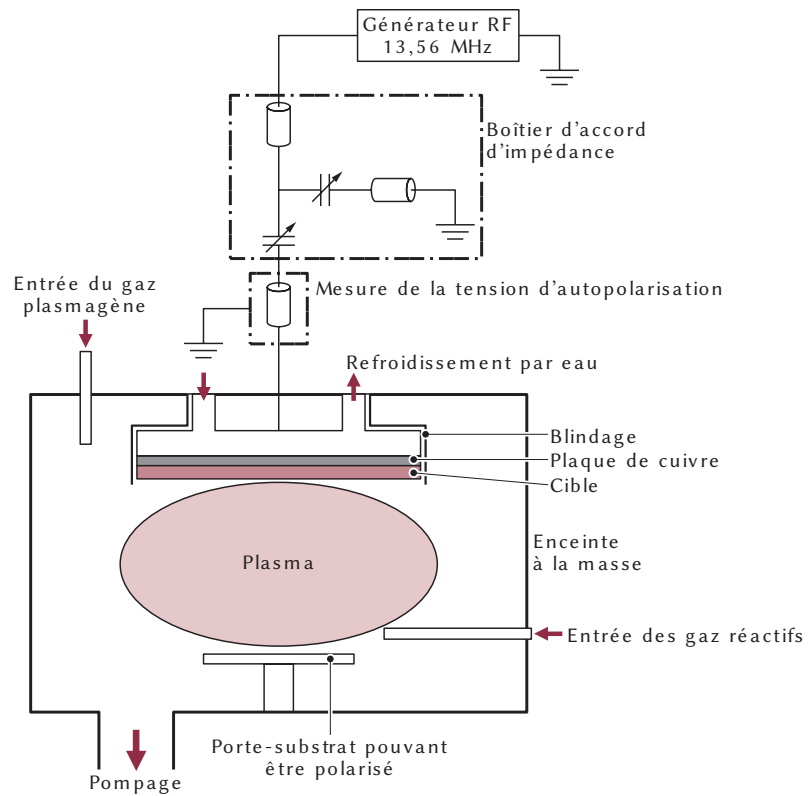 Générateur RF
13,56 MHz
Boîtier d'accord
d'impédance
Entrée du gaz
plasmagène
Mesure de la tension d'autopolarisation
Refroidissement par eau
Blindage
Plaque de cuivre
Cible
Plasma
Enceinte
à la masse
Entrée des gaz réactifs
Porte-substrat pouvant
être polarisé
Pompage